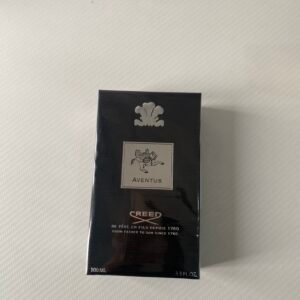 AVENTUS
CREED
DE PÈRE EN FILS DEPUIS 1760
FROM FATHER TO SON SINCE 1760
100 ML
3.3 FL.OZ.